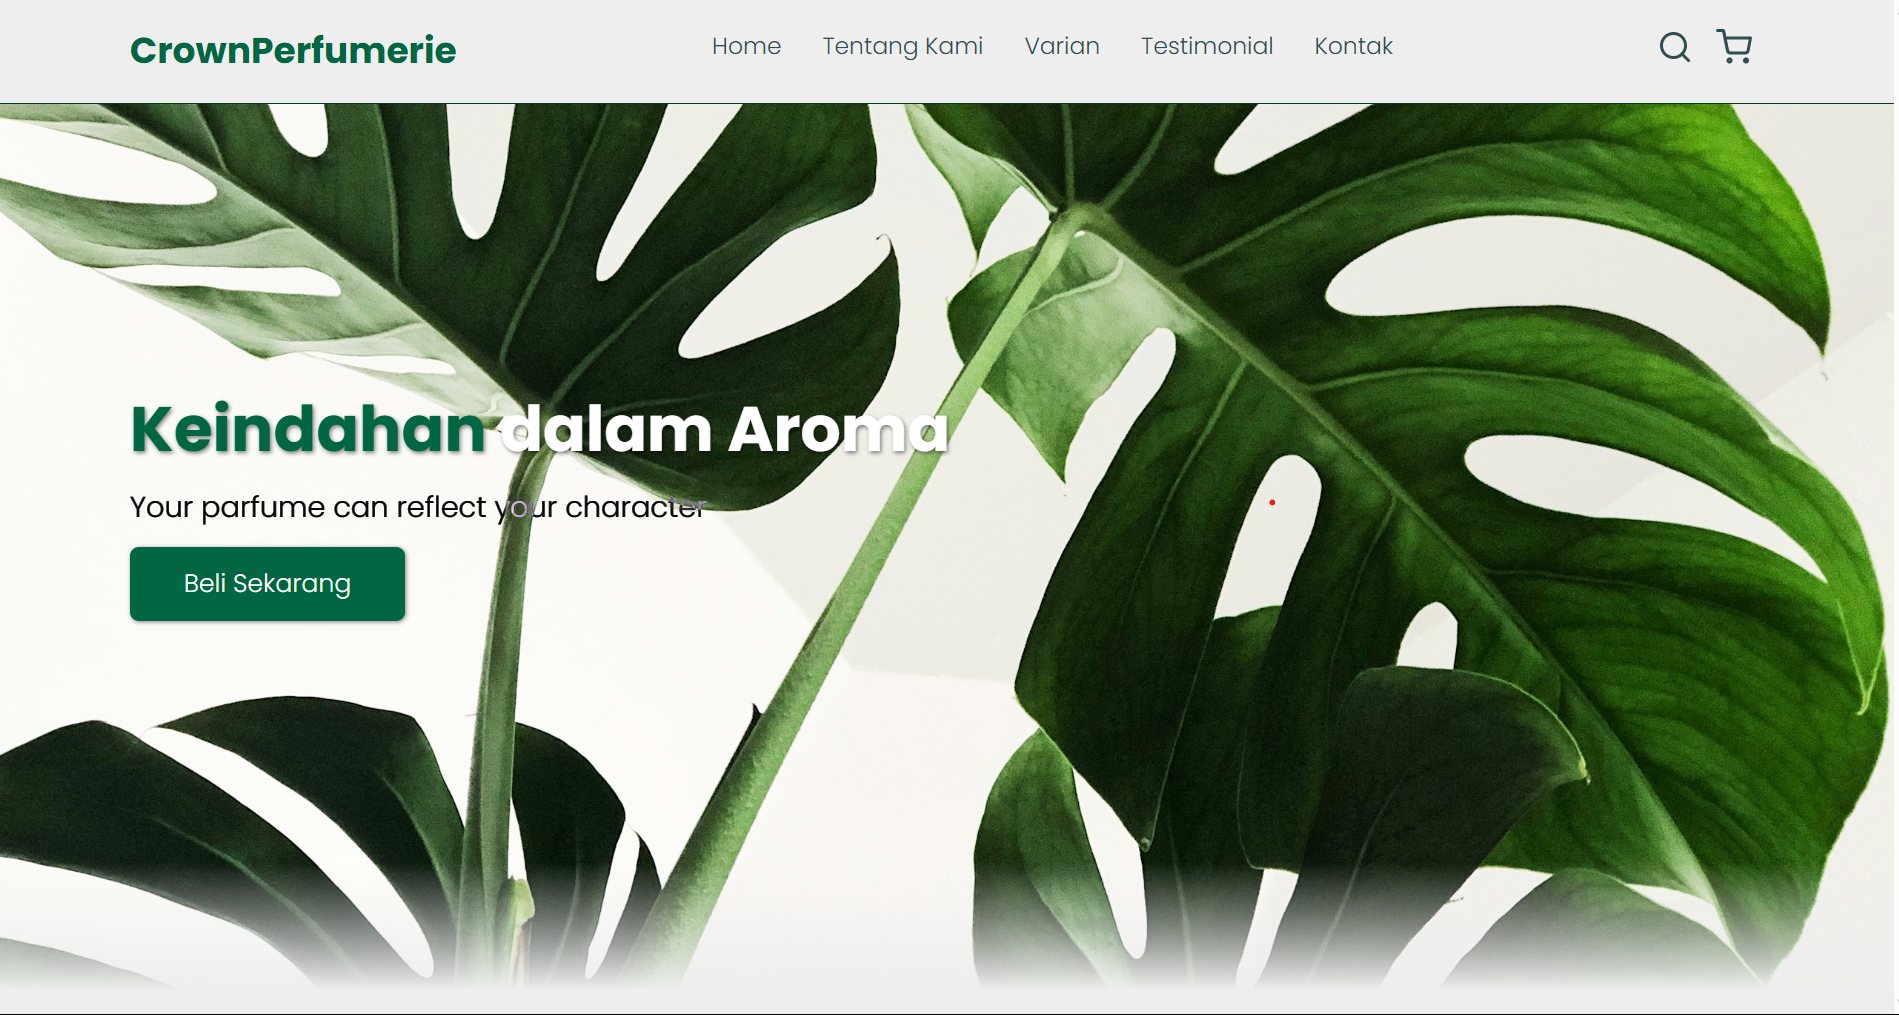 CrownPerfumerie
Home Tentang Kami Varian Testimonial Kontak
Keindahan dalam Aroma
Your parfume can reflect your character
Beli Sekarang